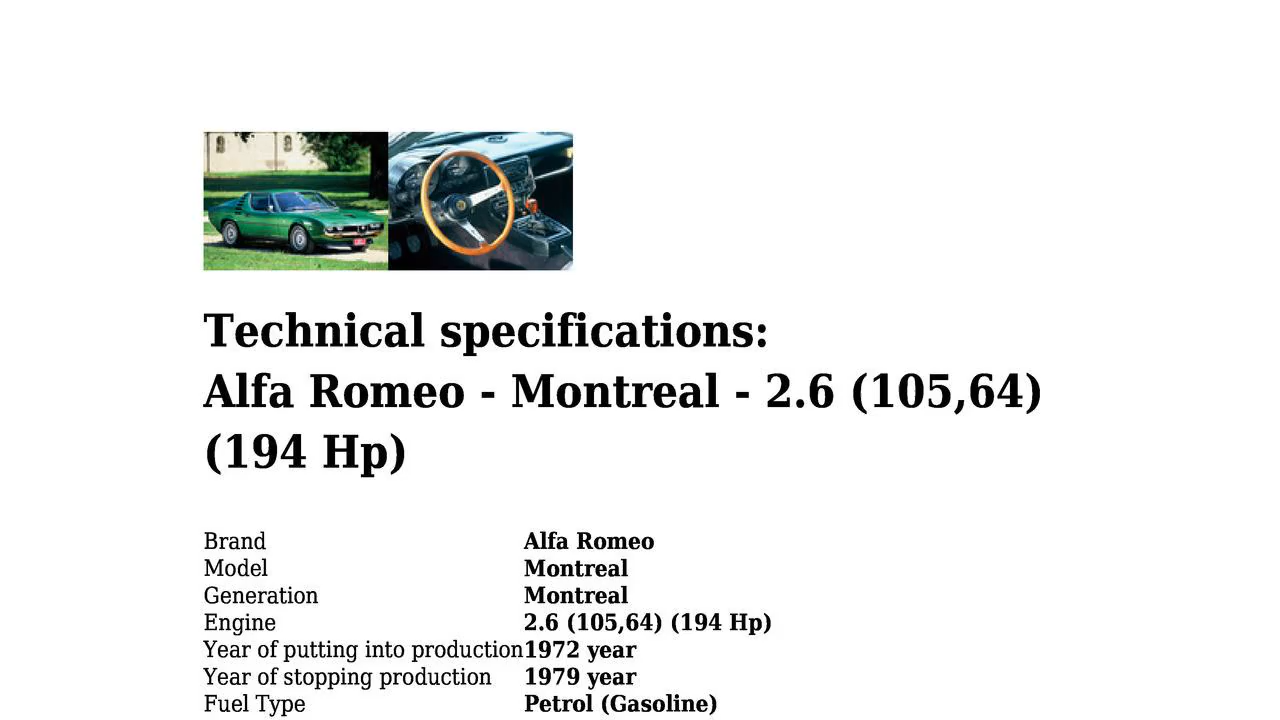 Technical specifications:
Alfa Romeo - Montreal - 2.6 (105,64)
(194 Hp)
Brand Alfa Romeo
Model Montreal
Generation Montreal
Engine 2.6 (105,64) (194 Hp)
Year of putting into production 1972 year
Year of stopping production 1979 year
Fuel Type Petrol (Gasoline)